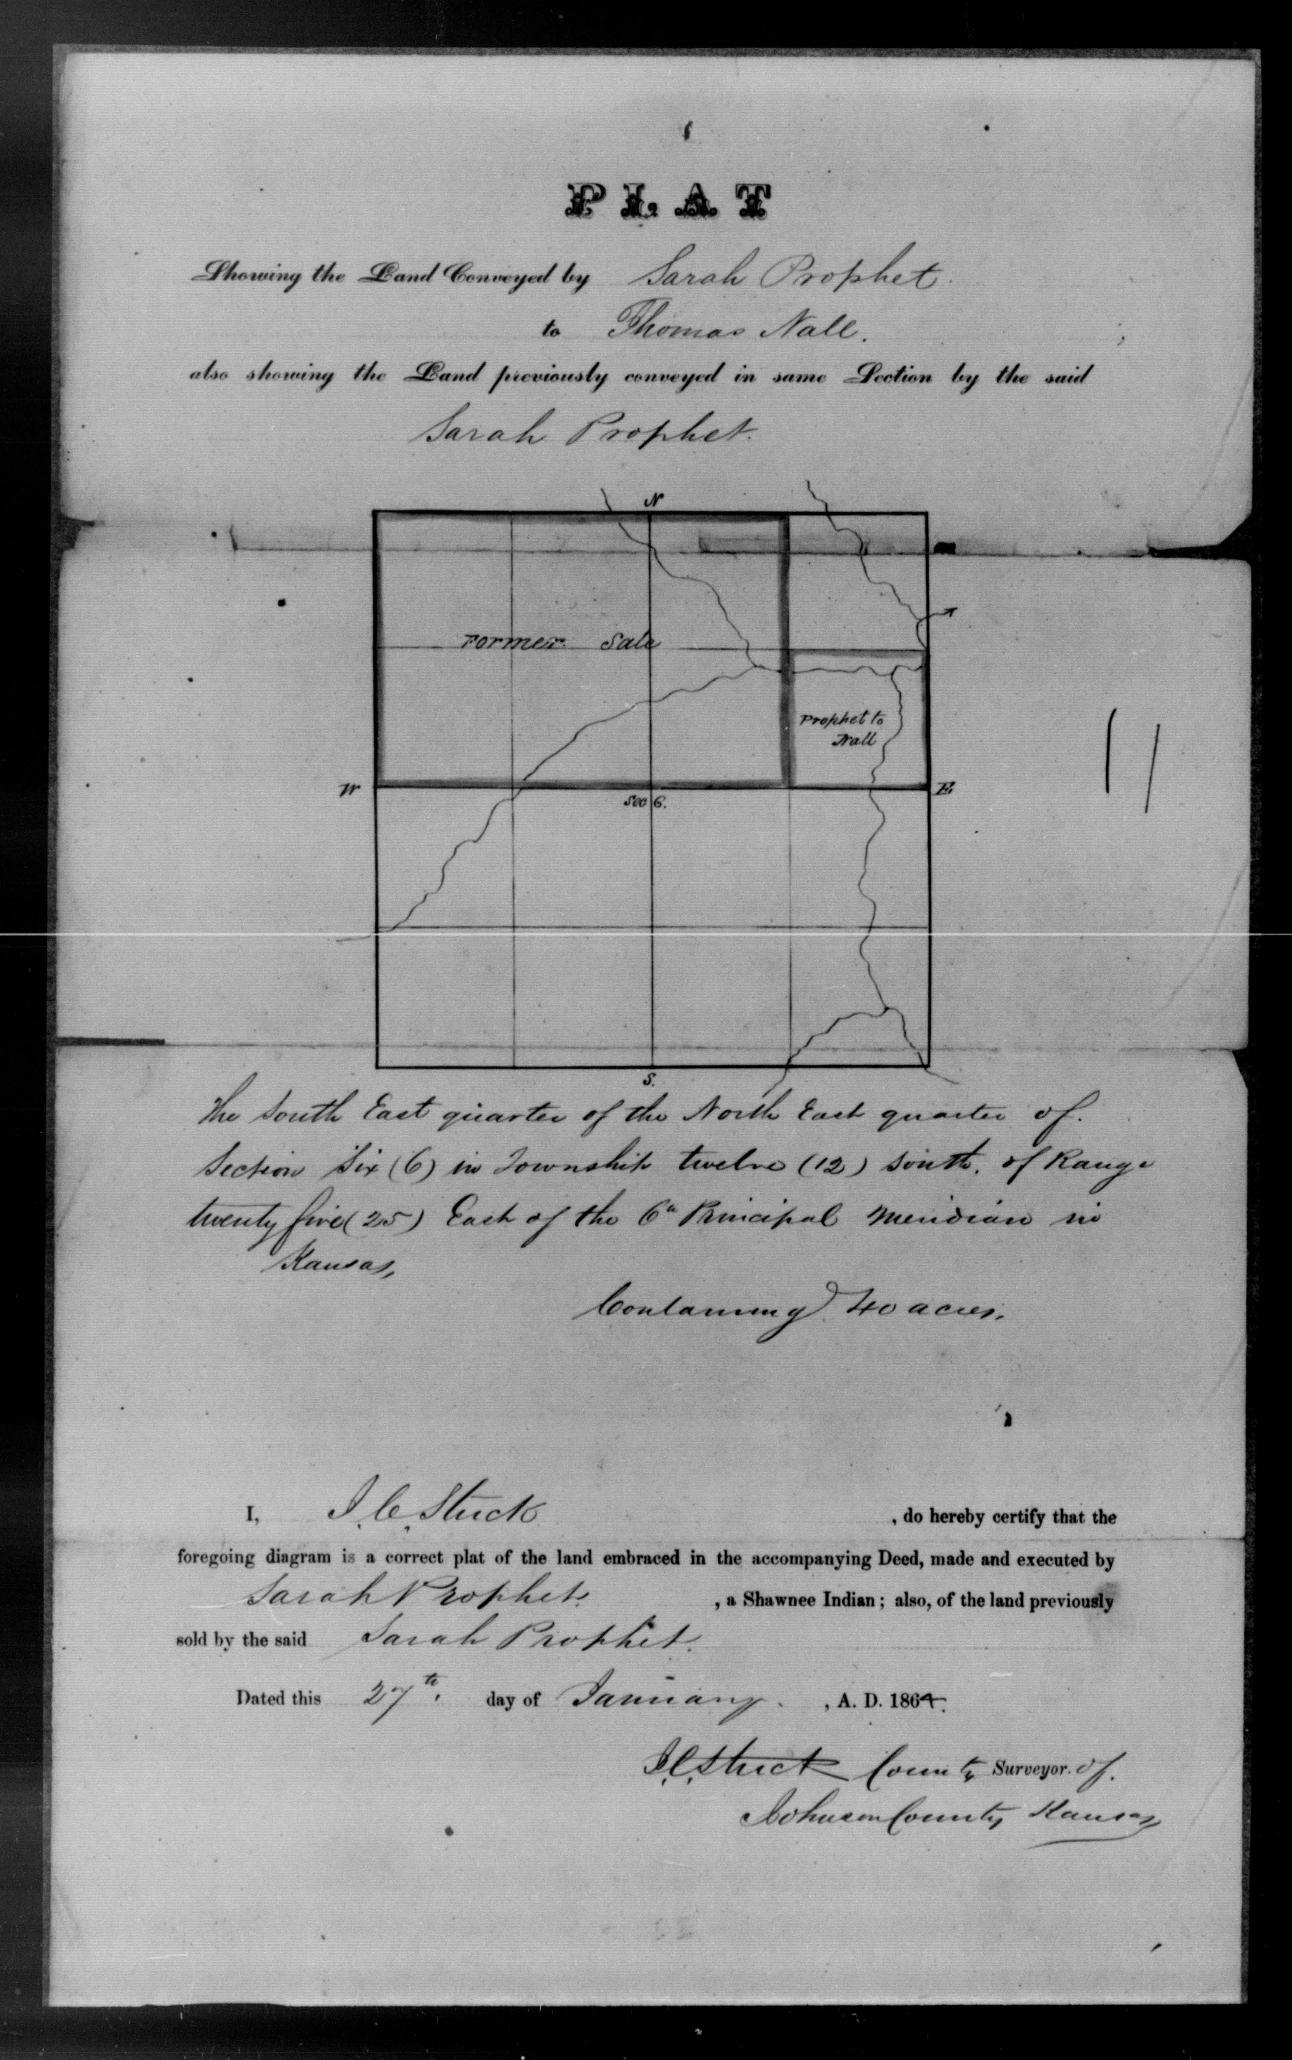 PLAT
Showing the Land Conveyed by Sarah Prophet.
to Thomas Nall.
also showing the Land previously conveyed in same Section by the said
Sarah Prophet.
N
Former Sale
Prophet to
Nall
W
E
Sec 6.
S.
The South East quarter of the North East quarter of.
Section Six (6) in Township twelve (12) South. of Range
twenty five (25) East of the 6th Principal Meridian in
Kansas,
Containing 40 acres.
I, J. C. Stuck , do hereby certify that the
foregoing diagram is a correct plat of the land embraced in the accompanying Deed, made and executed by
Sarah Prophet. , a Shawnee Indian; also, of the land previously
sold by the said Sarah Prophet.
Dated this 27th. day of January. , A. D. 1864.
J. C. Stuck County Surveyor. of.
Johnson County Kansas